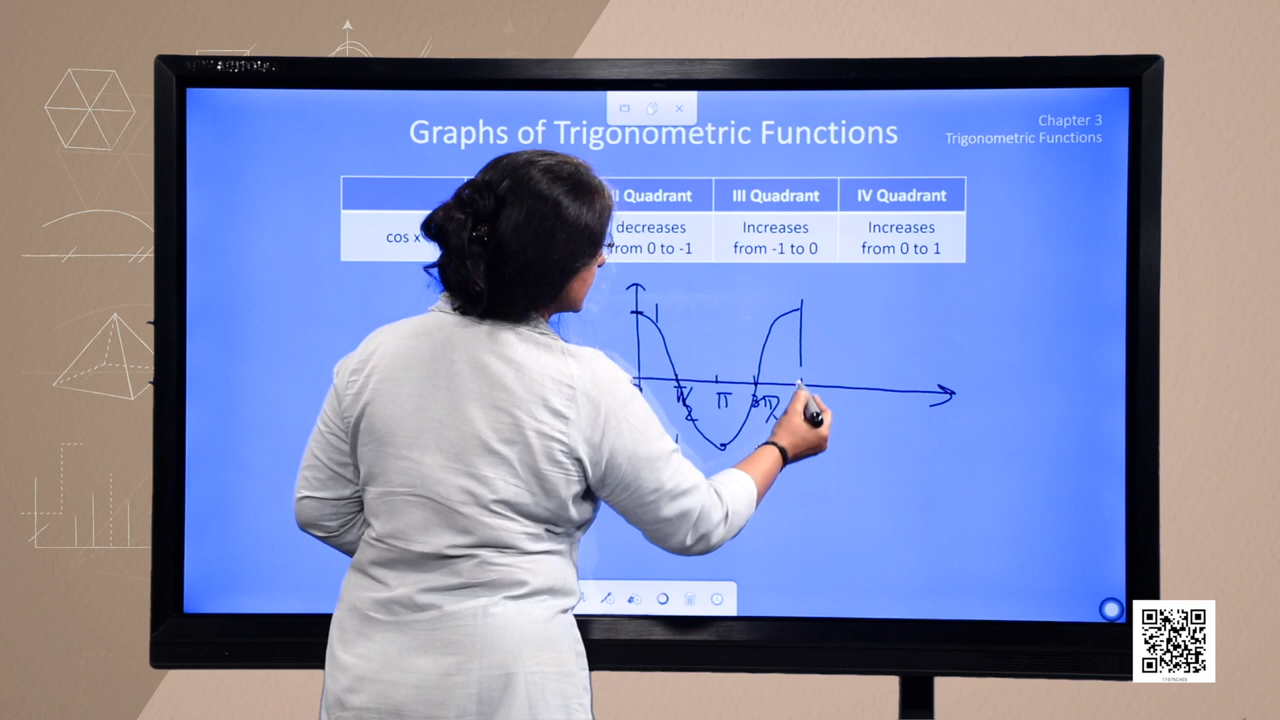 Graphs of Trigonometric Functions
Chapter 3
Trigonometric Functions
II Quadrant
III Quadrant
IV Quadrant
cos x
decreases
from 0 to -1
Increases
from -1 to 0
Increases
from 0 to 1
1
π/2
π
3π/2
11076CH03